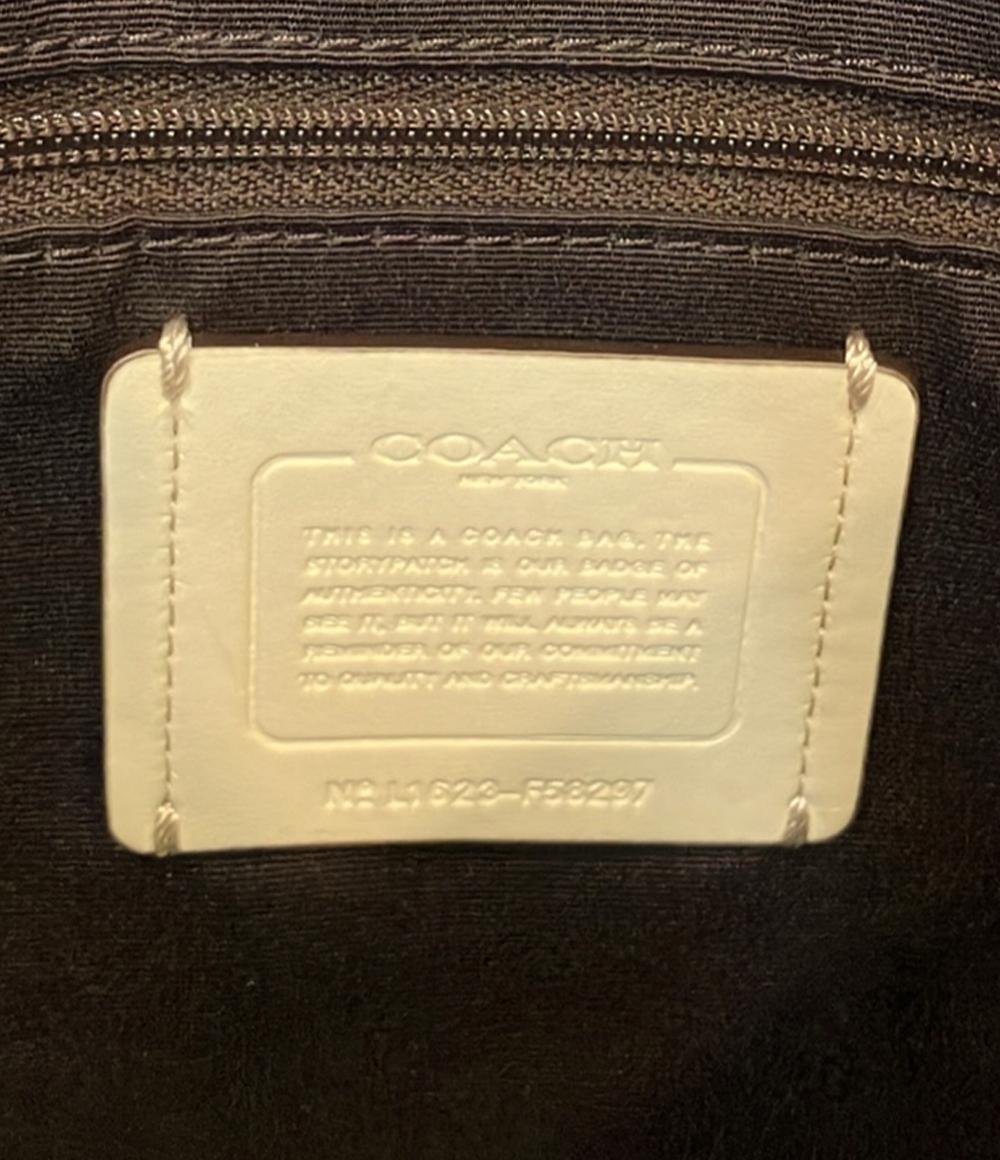 COACH
NEW YORK
THIS IS A COACH BAG. THE
STORYPATCH IS OUR BADGE OF
AUTHENTICITY. FEW PEOPLE MAY
SEE IT, BUT IT WILL ALWAYS BE A
REMINDER OF OUR COMMITMENT
TO QUALITY AND CRAFTSMANSHIP.
Nº L1623-F58297